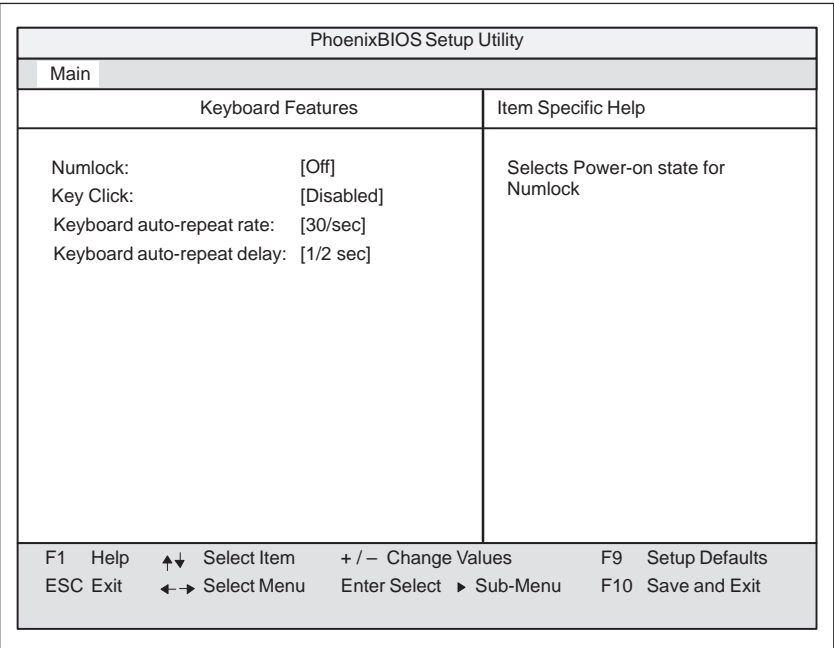 PhoenixBIOS Setup Utility
Main
Keyboard Features
Item Specific Help
Numlock: [Off]
Key Click: [Disabled]
Keyboard auto-repeat rate: [30/sec]
Keyboard auto-repeat delay: [1/2 sec]
Selects Power-on state for
Numlock
F1 Help Select Item + / – Change Values F9 Setup Defaults
ESC Exit Select Menu Enter Select Sub-Menu F10 Save and Exit